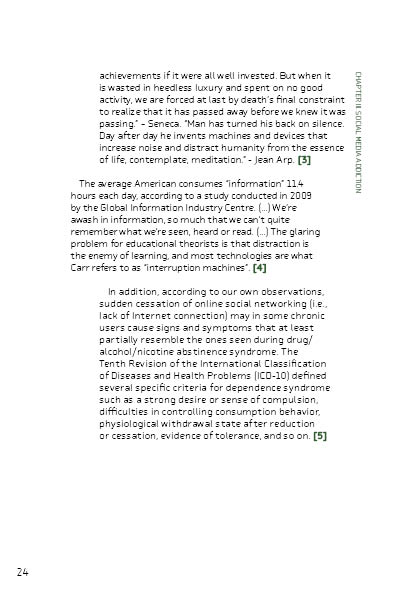 achievements if it were all well invested. But when it
is wasted in heedless luxury and spent on no good
activity, we are forced at last by death's final constraint
to realize that it has passed away before we knew it was
passing." – Seneca. "Man has turned his back on silence.
Day after day he invents machines and devices that
increase noise and distract humanity from the essence
of life, contemplate, meditation." - Jean Arp. [3]
The average American consumes "information" 11.4
hours each day, according to a study conducted in 2009
by the Global Information Industry Centre. (...) We're
awash in information, so much that we can't quite
remember what we're seen, heard or read. (...) The glaring
problem for educational theorists is that distraction is
the enemy of learning, and most technologies are what
Carr refers to as "interruption machines". [4]
In addition, according to our own observations,
sudden cessation of online social networking (i.e.,
lack of Internet connection) may in some chronic
users cause signs and symptoms that at least
partially resemble the ones seen during drug/
alcohol/nicotine abstinence syndrome. The
Tenth Revision of the International Classification
of Diseases and Health Problems (ICD-10) defined
several specific criteria for dependence syndrome
such as a strong desire or sense of compulsion,
difficulties in controlling consumption behavior,
physiological withdrawal state after reduction
or cessation, evidence of tolerance, and so on. [5]
CHAPTER III: SOCIAL MEDIA ADDICTION
24